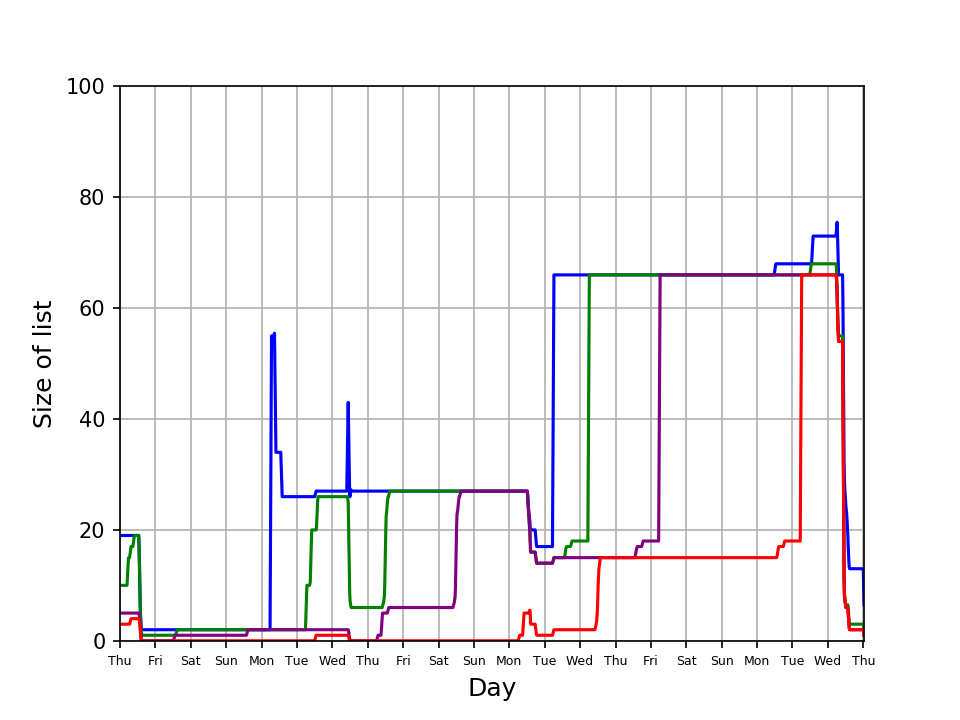 100
80
60
40
20
0
Size of list
Thu Fri Sat Sun Mon Tue Wed Thu Fri Sat Sun Mon Tue Wed Thu Fri Sat Sun Mon Tue Wed Thu
Day